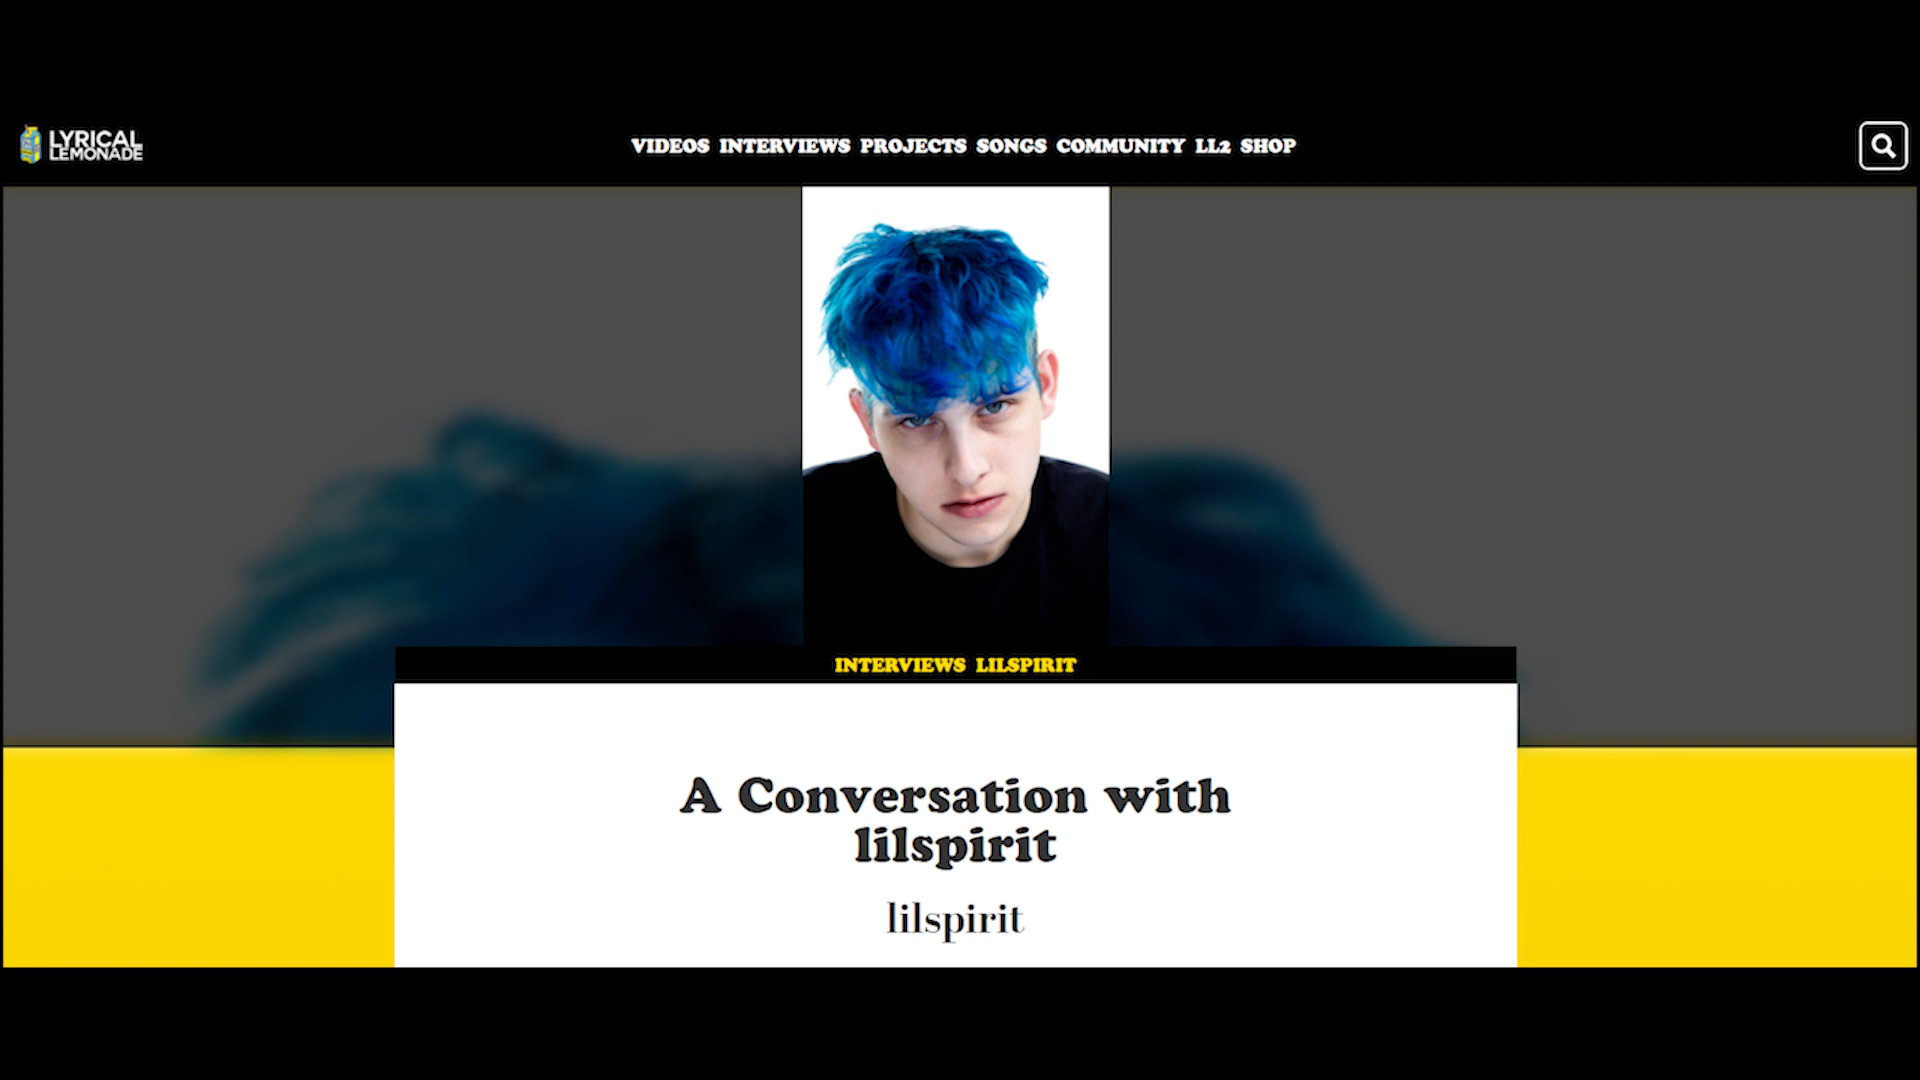 LYRICAL
LEMONADE
VIDEOS INTERVIEWS PROJECTS SONGS COMMUNITY LL2 SHOP
INTERVIEWS LILSPIRIT
A Conversation with
lilspirit
lilspirit